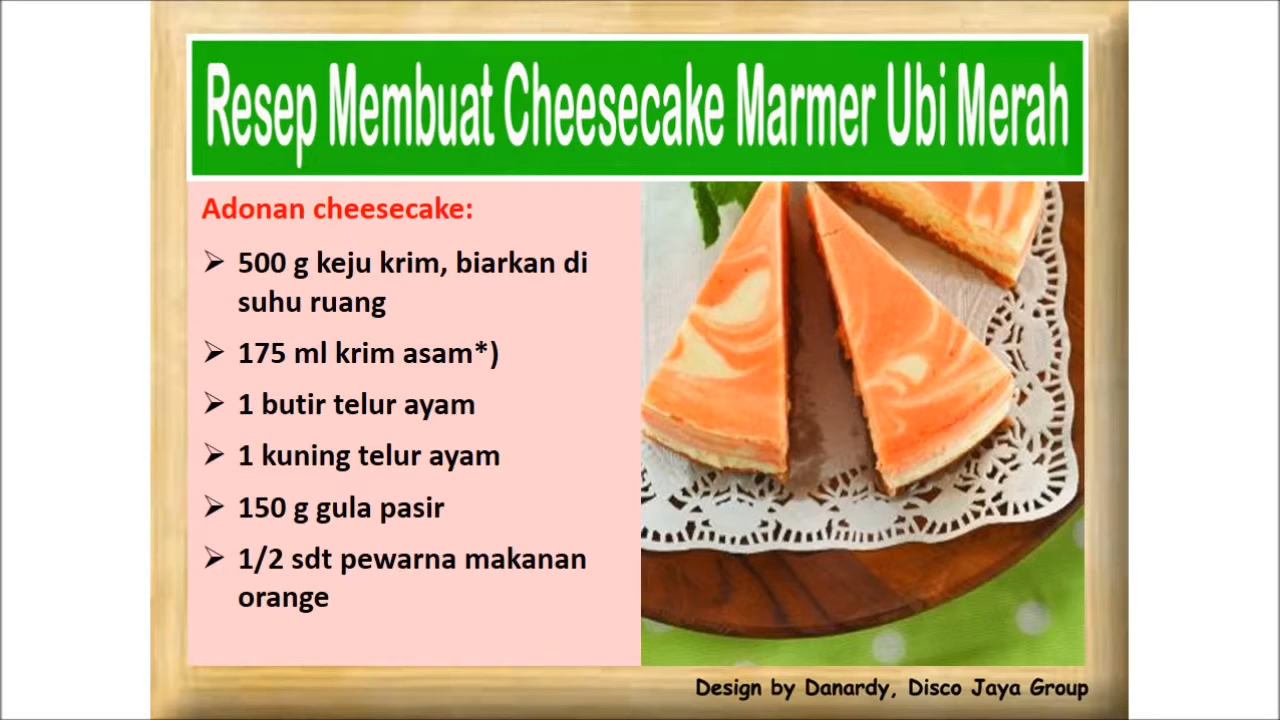 Resep Membuat Cheesecake Marmer Ubi Merah
Adonan cheesecake:
➢ 500 g keju krim, biarkan di
suhu ruang
➢ 175 ml krim asam*)
➢ 1 butir telur ayam
➢ 1 kuning telur ayam
➢ 150 g gula pasir
➢ 1/2 sdt pewarna makanan
orange
Design by Danardy, Disco Jaya Group